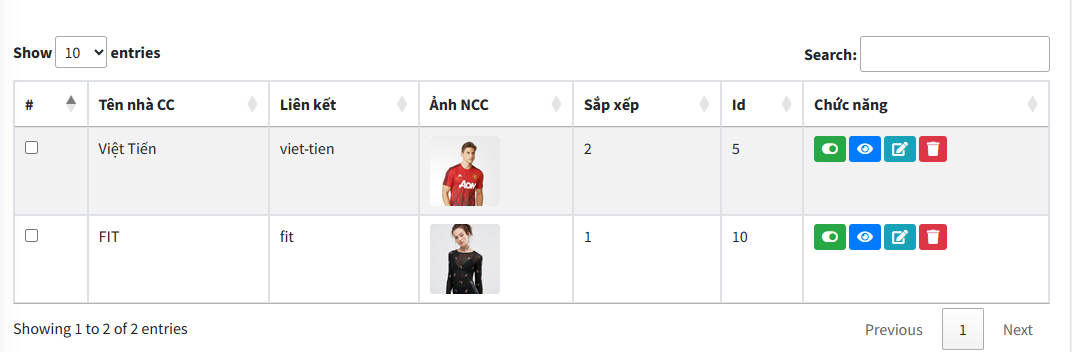 Show 10 entries
Search:
# Tên nhà CC Liên kết Ảnh NCC Sắp xếp Id Chức năng
Việt Tiến viet-tien 2 5
AON
FIT fit 1 10
Showing 1 to 2 of 2 entries
Previous 1 Next